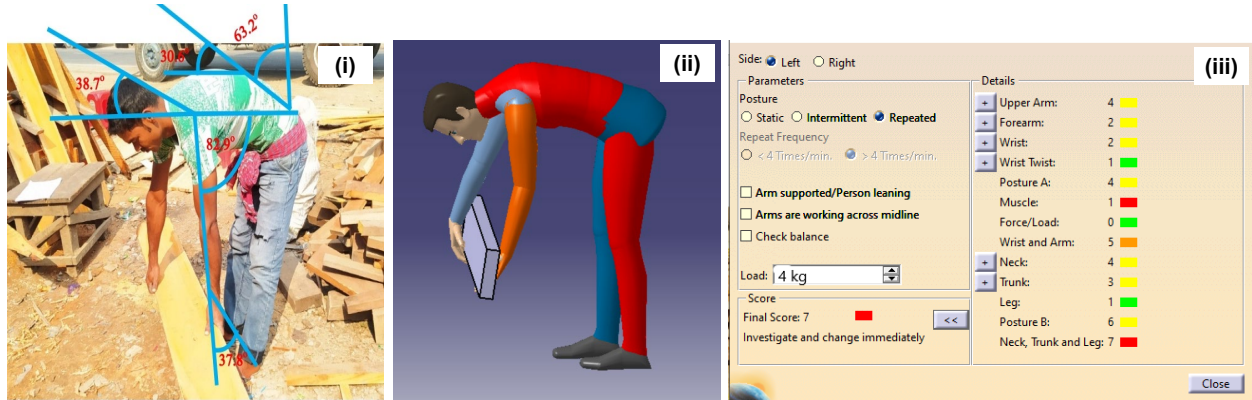 (i)
63.2°
30.8°
38.7°
82.9°
37.8°
(ii)
(iii)
Side: Left Right
Parameters
Posture
Static Intermittent Repeated
Repeat Frequency
< 4 Times/min. > 4 Times/min.
Arm supported/Person leaning
Arms are working across midline
Check balance
Load: 4 kg
Score
Final Score: 7
<<
Investigate and change immediately
Details
+ Upper Arm: 4
+ Forearm: 2
+ Wrist: 2
+ Wrist Twist: 1
Posture A: 4
Muscle: 1
Force/Load: 0
Wrist and Arm: 5
+ Neck: 4
+ Trunk: 3
Leg: 1
Posture B: 6
Neck, Trunk and Leg: 7
Close